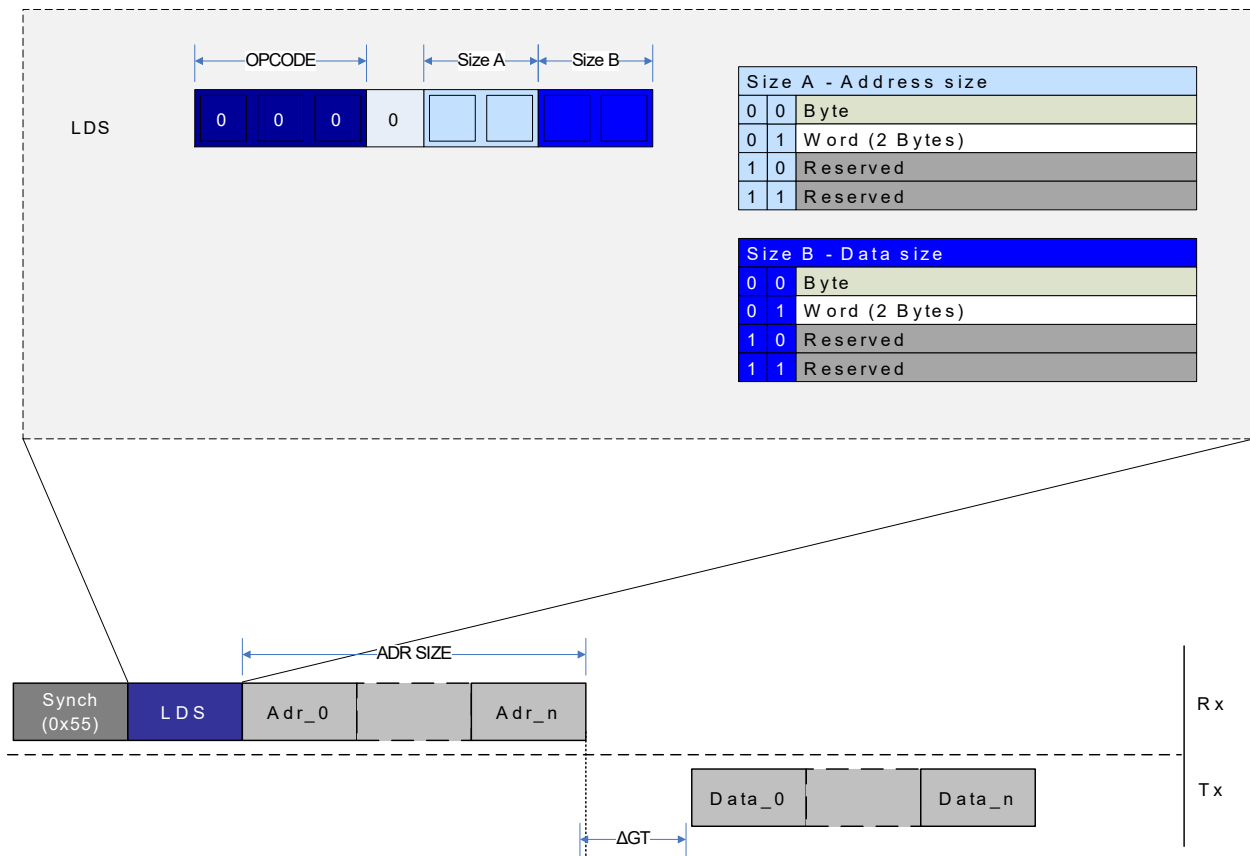 OPCODE Size A Size B
LDS 0 0 0 0
Size A - Address size
0 0 Byte
0 1 Word (2 Bytes)
1 0 Reserved
1 1 Reserved
Size B - Data size
0 0 Byte
0 1 Word (2 Bytes)
1 0 Reserved
1 1 Reserved
ADR SIZE
Synch
(0x55)
LDS Adr_0 Adr_n Rx
Data_0 Data_n Tx
ΔGT